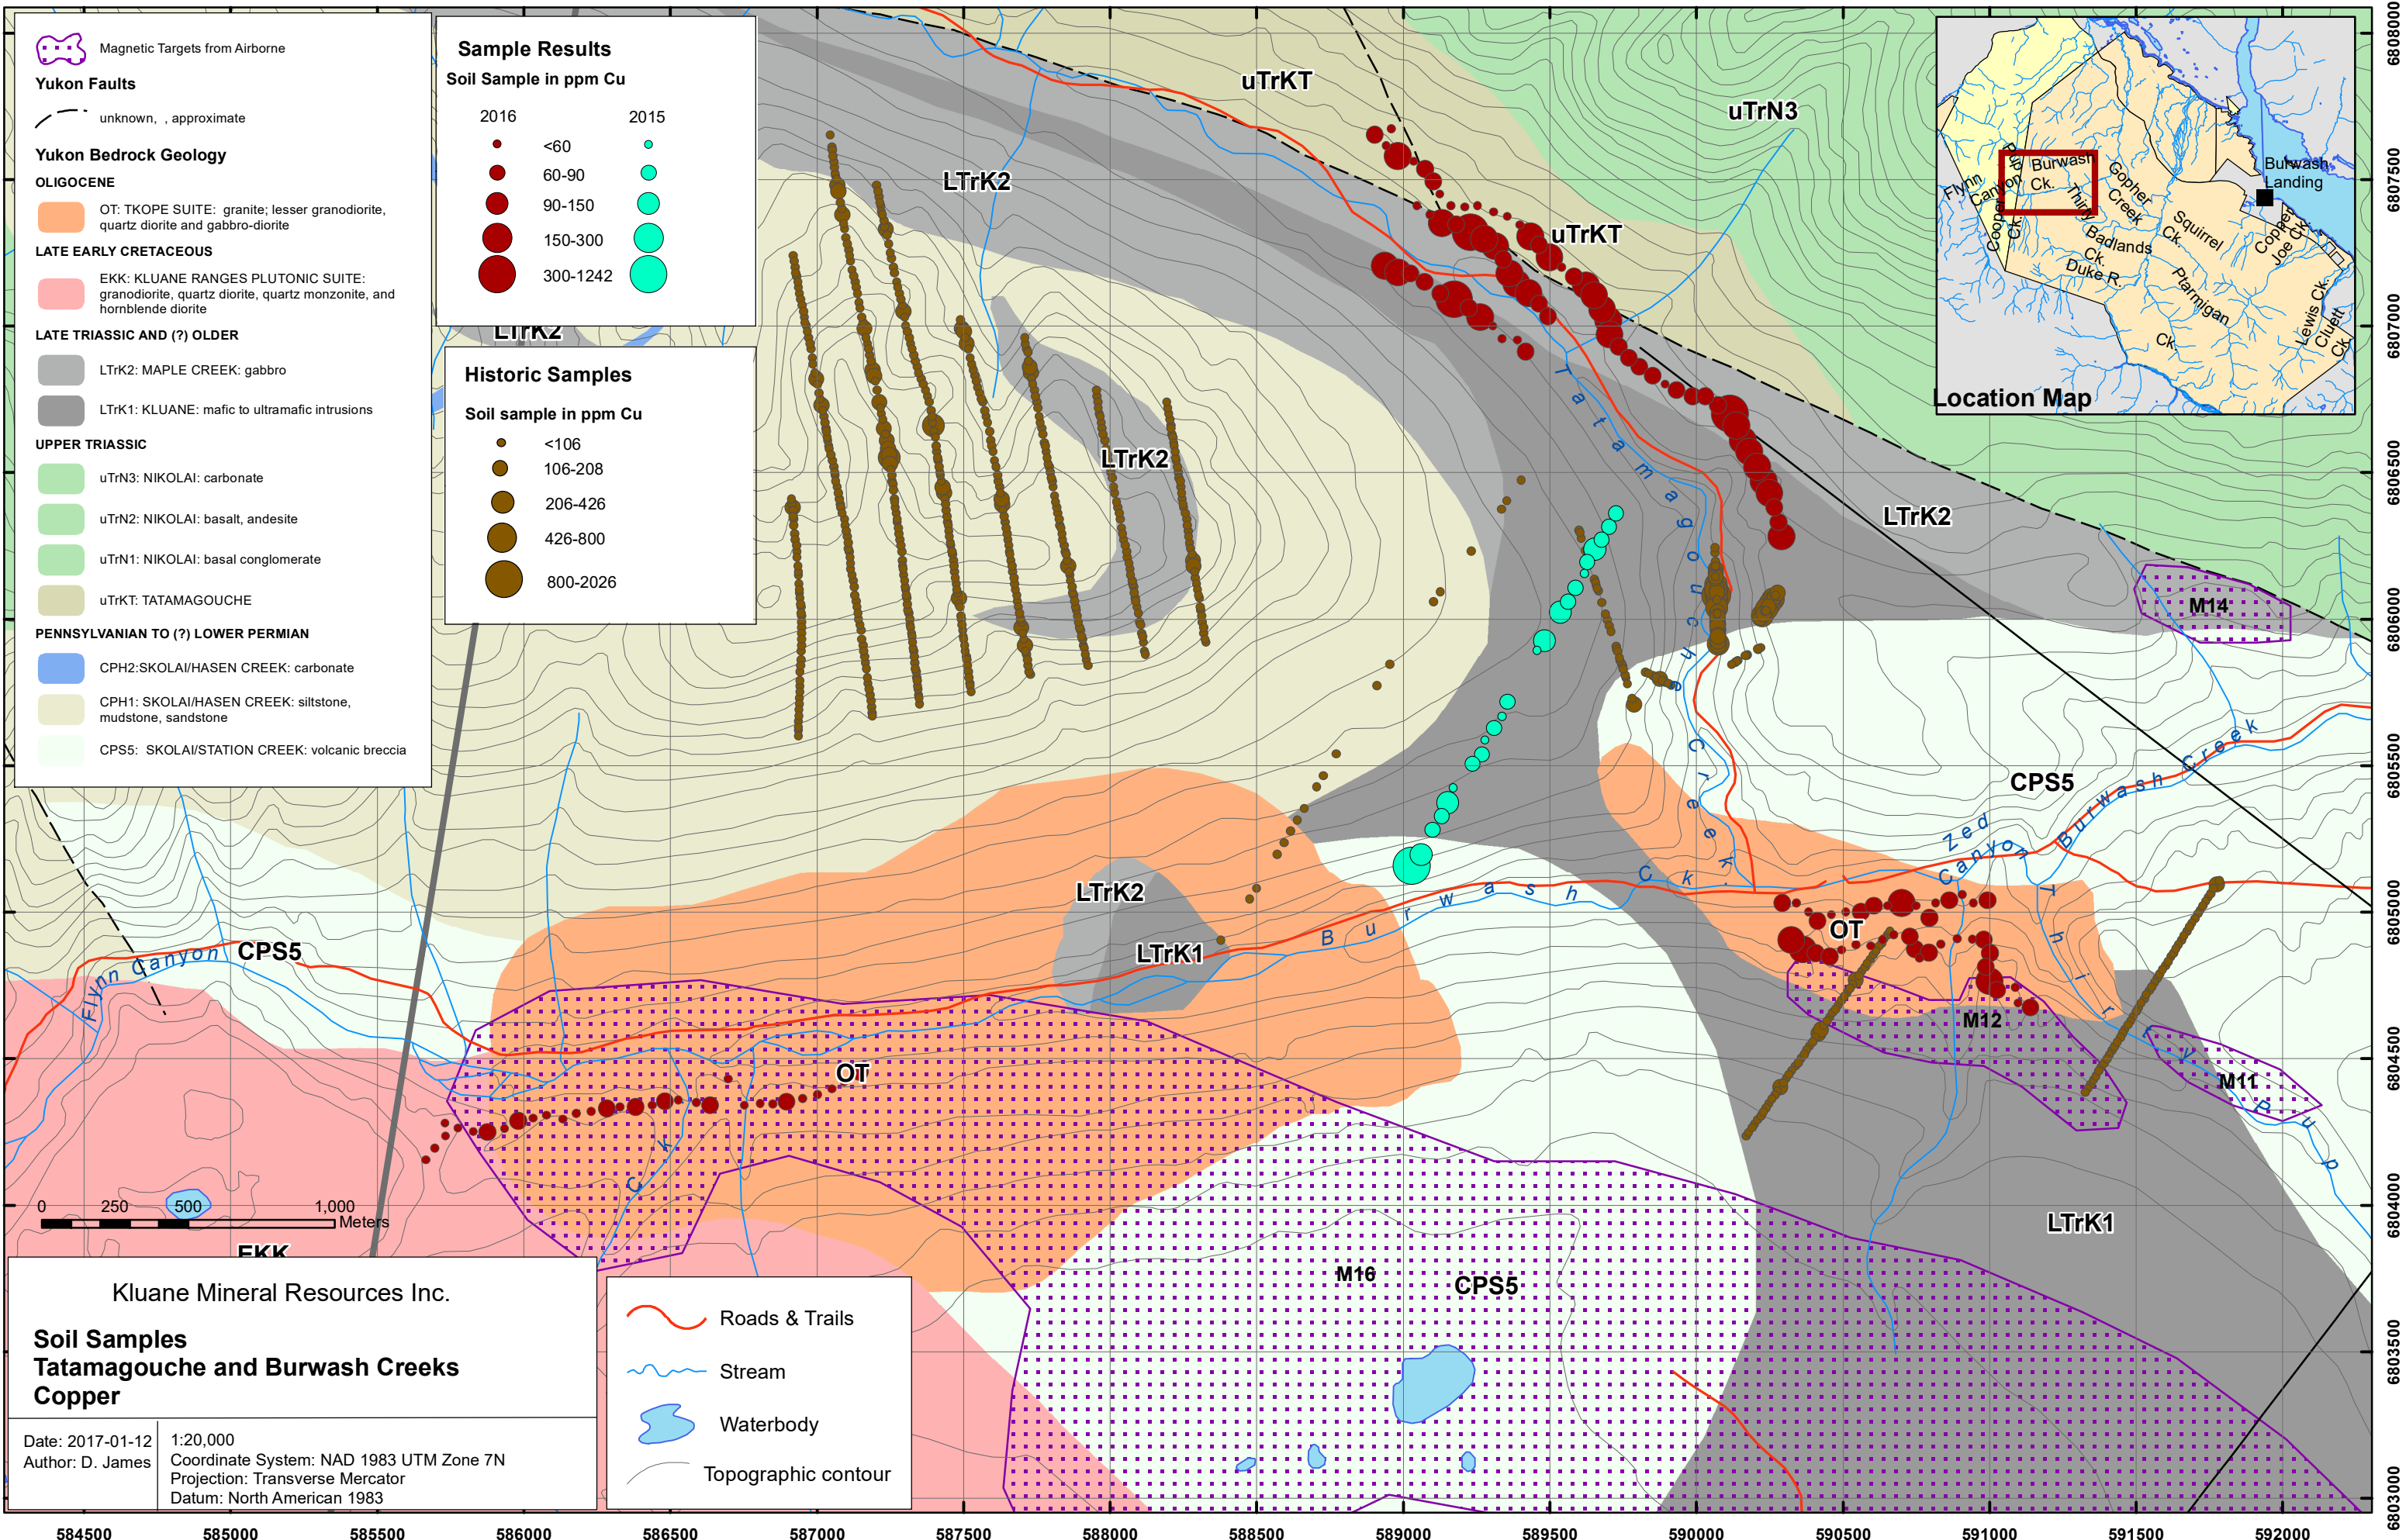 Magnetic Targets from Airborne
Yukon Faults
unknown, , approximate
Yukon Bedrock Geology
OLIGOCENE
OT: TKOPE SUITE: granite; lesser granodiorite,
quartz diorite and gabbro-diorite
LATE EARLY CRETACEOUS
EKK: KLUANE RANGES PLUTONIC SUITE:
granodiorite, quartz diorite, quartz monzonite, and
hornblende diorite
LATE TRIASSIC AND (?) OLDER
LTrK2: MAPLE CREEK: gabbro
LTrK1: KLUANE: mafic to ultramafic intrusions
UPPER TRIASSIC
uTrN3: NIKOLAI: carbonate
uTrN2: NIKOLAI: basalt, andesite
uTrN1: NIKOLAI: basal conglomerate
uTrKT: TATAMAGOUCHE
PENNSYLVANIAN TO (?) LOWER PERMIAN
CPH2:SKOLAI/HASEN CREEK: carbonate
CPH1: SKOLAI/HASEN CREEK: siltstone,
mudstone, sandstone
CPS5: SKOLAI/STATION CREEK: volcanic breccia
Sample Results
Soil Sample in ppm Cu
2016 2015
<60
60-90
90-150
150-300
300-1242
LTrK2
Historic Samples
Soil sample in ppm Cu
<106
106-208
206-426
426-800
800-2026
uTrKT
uTrN3
LTrK2
uTrKT
LTrK2
LTrK2
Tatamagouche Creek
M14
CPS5
Zed
Canyon
Burwash Creek
LTrK2
LTrK1
Burwash Ck.
OT
CPS5
Flynn Canyon
M12
Thirty Pup
M11
OT
Ck
LTrK1
M16
CPS5
EKK
0 250 500 1,000
Meters
Location Map
Burwash
Ck.
Pup
Flynn
Canyon
Cooper
Ck.
Thirty
Gopher
Creek
Burwash
Landing
Squirrel
Ck.
Badlands
Ck.
Duke R.
Copper
Joe Ck.
Ptarmigan
Ck.
Lewis Ck.
Cluett
Ck.
Kluane Mineral Resources Inc.
Soil Samples
Tatamagouche and Burwash Creeks
Copper
Date: 2017-01-12
Author: D. James
1:20,000
Coordinate System: NAD 1983 UTM Zone 7N
Projection: Transverse Mercator
Datum: North American 1983
Roads & Trails
Stream
Waterbody
Topographic contour
6808000
6807500
6807000
6806500
6806000
6805500
6805000
6804500
6804000
6803500
6803000
584500 585000 585500 586000 586500 587000 587500 588000 588500 589000 589500 590000 590500 591000 591500 592000